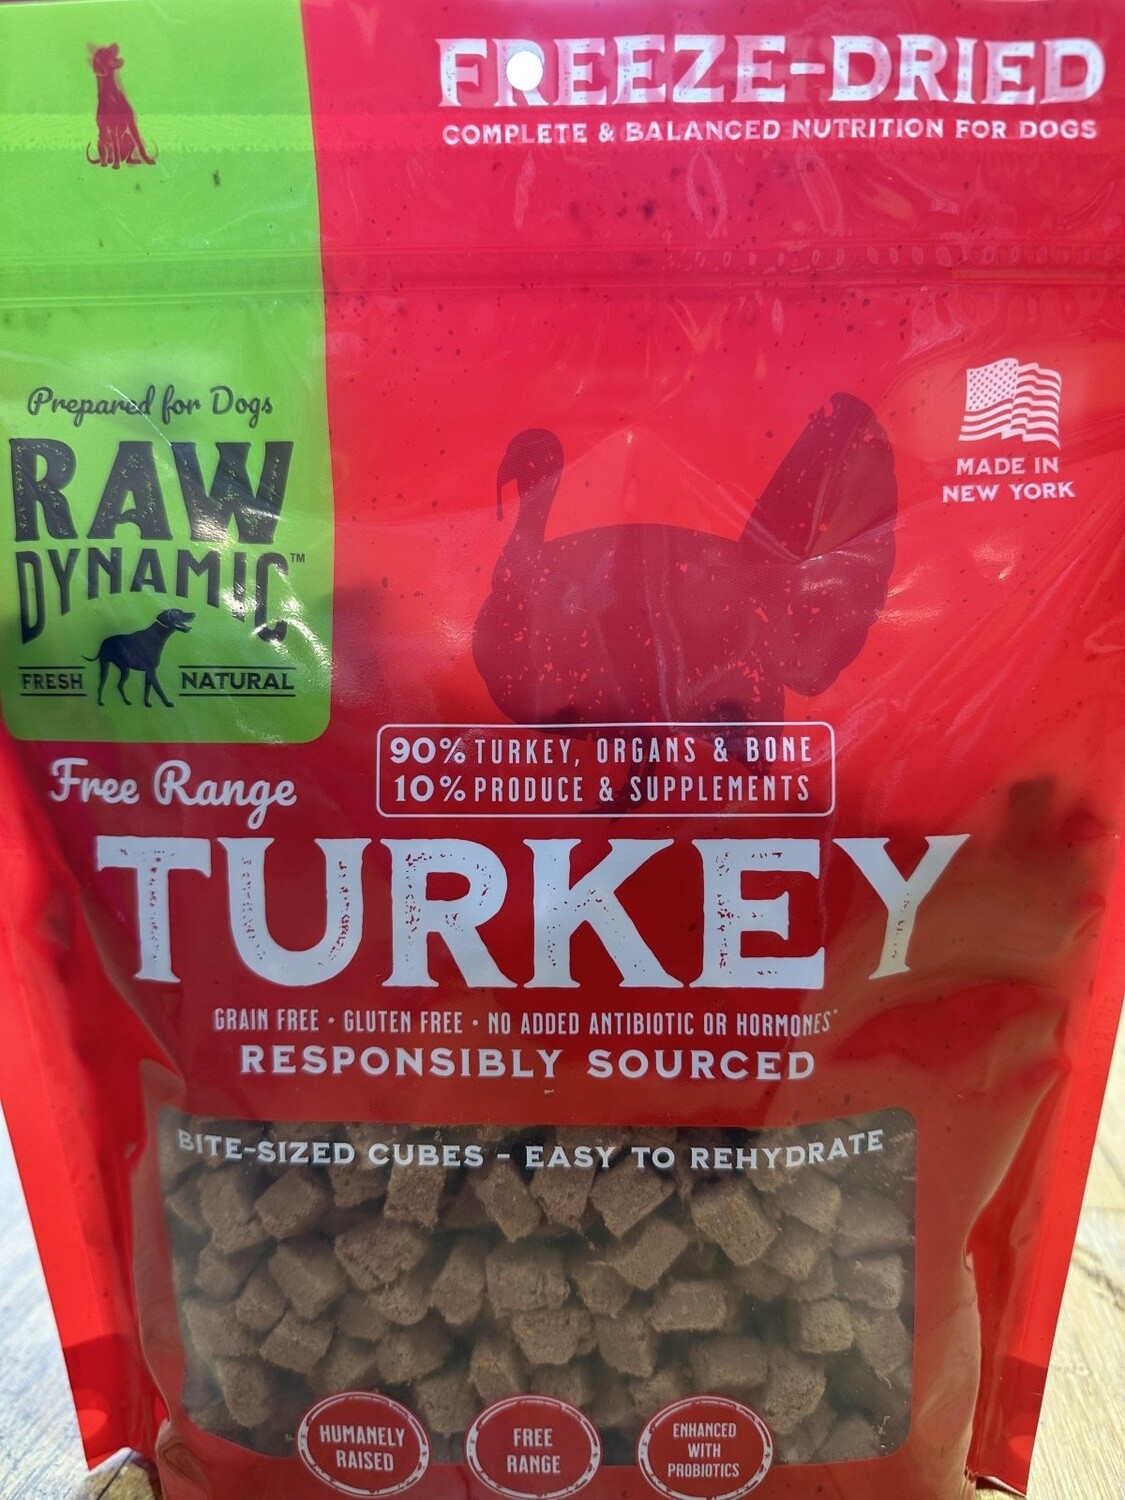 FREEZE-DRIED
COMPLETE & BALANCED NUTRITION FOR DOGS
Prepared for Dogs
RAW
DYNAMIC™
FRESH NATURAL
MADE IN
NEW YORK
90% TURKEY, ORGANS & BONE
10% PRODUCE & SUPPLEMENTS
Free Range
TURKEY
GRAIN FREE • GLUTEN FREE • NO ADDED ANTIBIOTIC OR HORMONES*
RESPONSIBLY SOURCED
BITE-SIZED CUBES - EASY TO REHYDRATE
HUMANELY
RAISED
FREE
RANGE
ENHANCED
WITH
PROBIOTICS